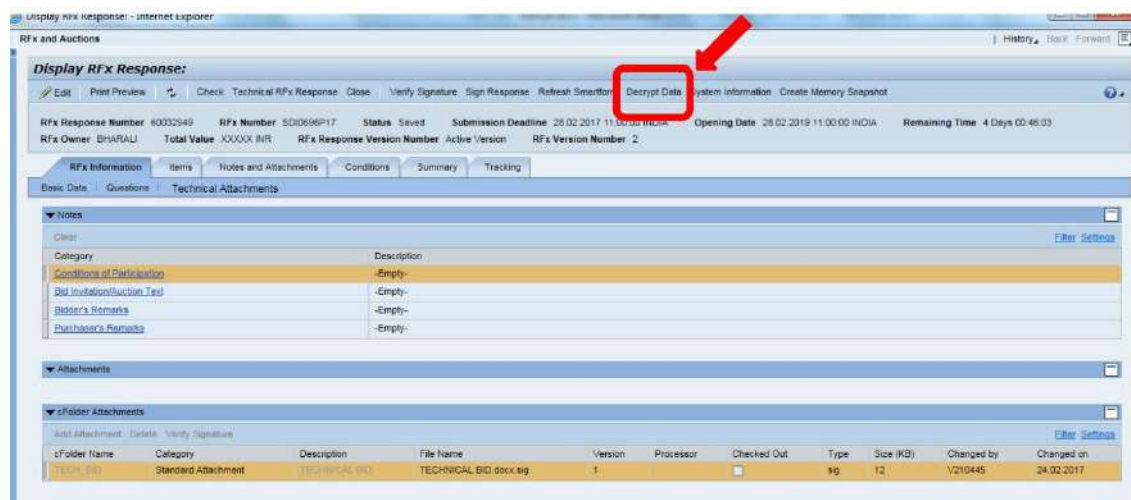 Display RFx Response: - Internet Explorer
RFx and Auctions
History Back Forward
Display RFx Response:
Edit Print Preview Check Technical RFx Response Close Verify Signature Sign Response Refresh Smartform Decrypt Data System Information Create Memory Snapshot
RFx Response Number 60032949 RFx Number SDI0696P17 Status Saved Submission Deadline 28.02.2017 11:00:00 INDIA Opening Date 28.02.2019 11:00:00 INDIA Remaining Time 4 Days 00:46:03
RFx Owner BHARALI Total Value XXXXX INR RFx Response Version Number Active Version RFx Version Number 2
RFx Information Items Notes and Attachments Conditions Summary Tracking
Basic Data Questions Technical Attachments
Notes
Clear Filter Settings
Category Description
Conditions of Participation -Empty-
Bid Invitation/Auction Text -Empty-
Bidder's Remarks -Empty-
Purchaser's Remarks -Empty-
Attachments
cFolder Attachments
Add Attachment Delete Verify Signature Filter Settings
cFolder Name Category Description File Name Version Processor Checked Out Type Size (KB) Changed by Changed on
TECH_BID Standard Attachment TECHNICAL BID TECHNICAL BID.docx.sig 1 sig 12 V210445 24.02.2017